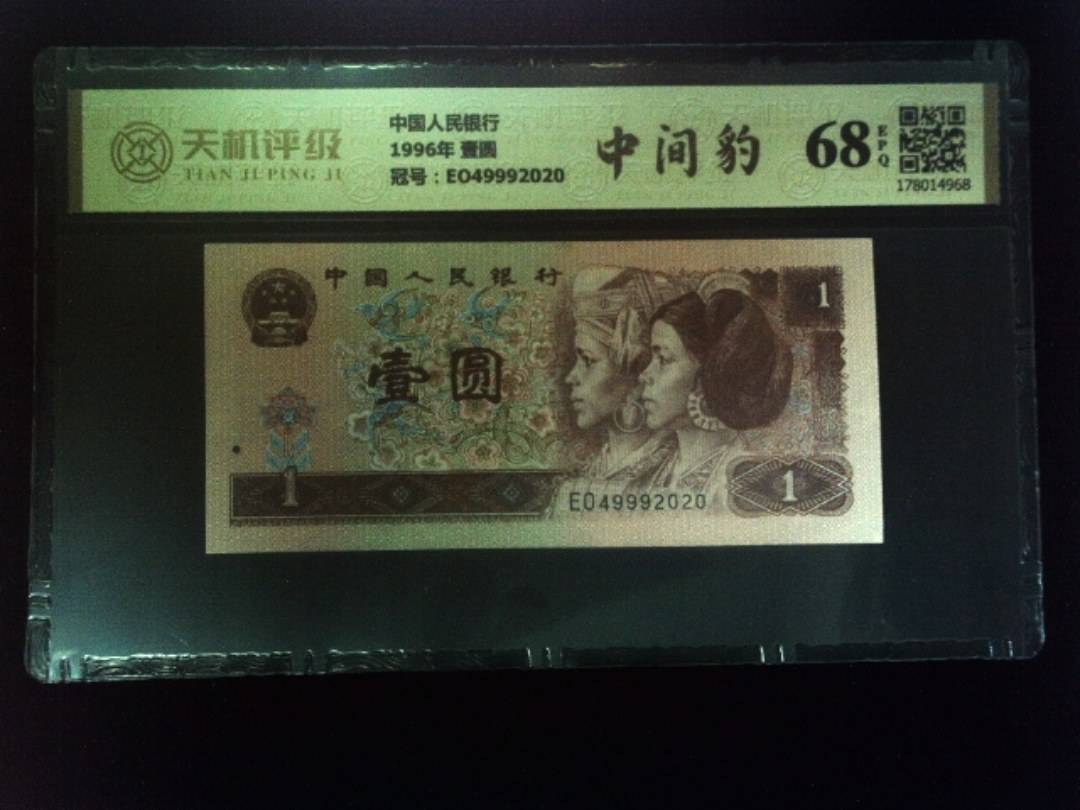 天机评级
TIAN JI PING JI
中国人民银行
1996年 壹圆
冠号：EO49992020
中间豹
68
EPQ
178014968
中国人民银行
1
壹圆
1
EO49992020
1